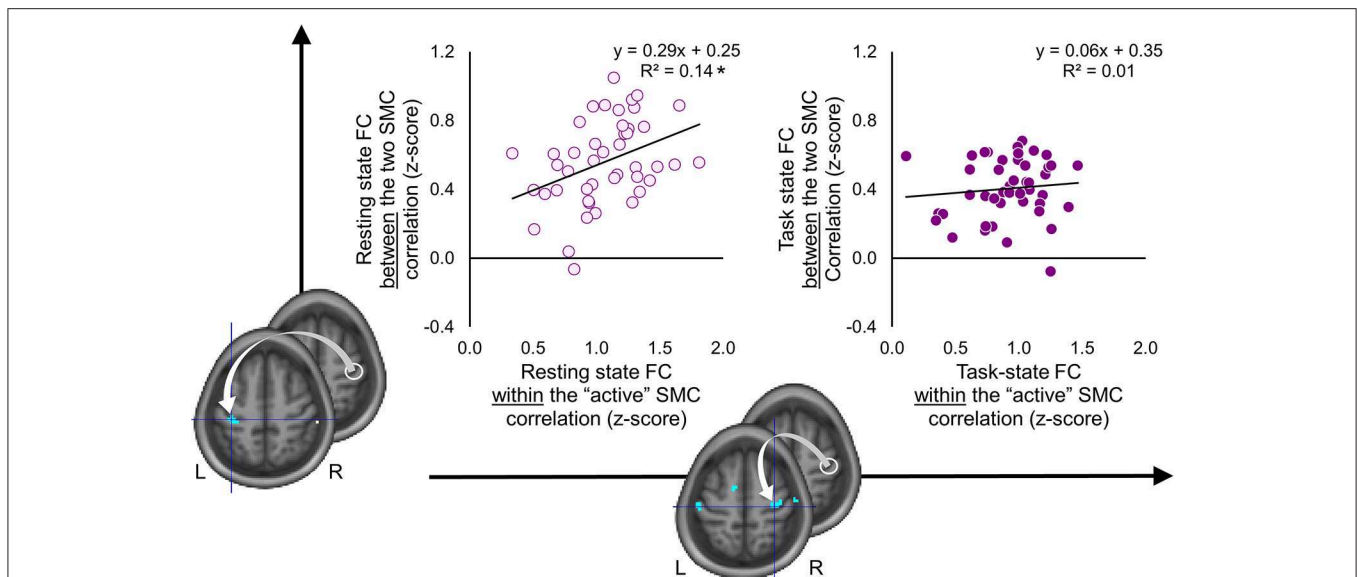 1.2
0.8
0.4
0.0
-0.4
Resting state FC
between the two SMC
correlation (z-score)
y = 0.29x + 0.25
R² = 0.14 *
0.0 0.5 1.0 1.5 2.0
Resting state FC
within the “active” SMC
correlation (z-score)
1.2
0.8
0.4
0.0
-0.4
Task state FC
between the two SMC
Correlation (z-score)
y = 0.06x + 0.35
R² = 0.01
0.0 0.5 1.0 1.5 2.0
Task-state FC
within the “active” SMC
correlation (z-score)
L R
L R